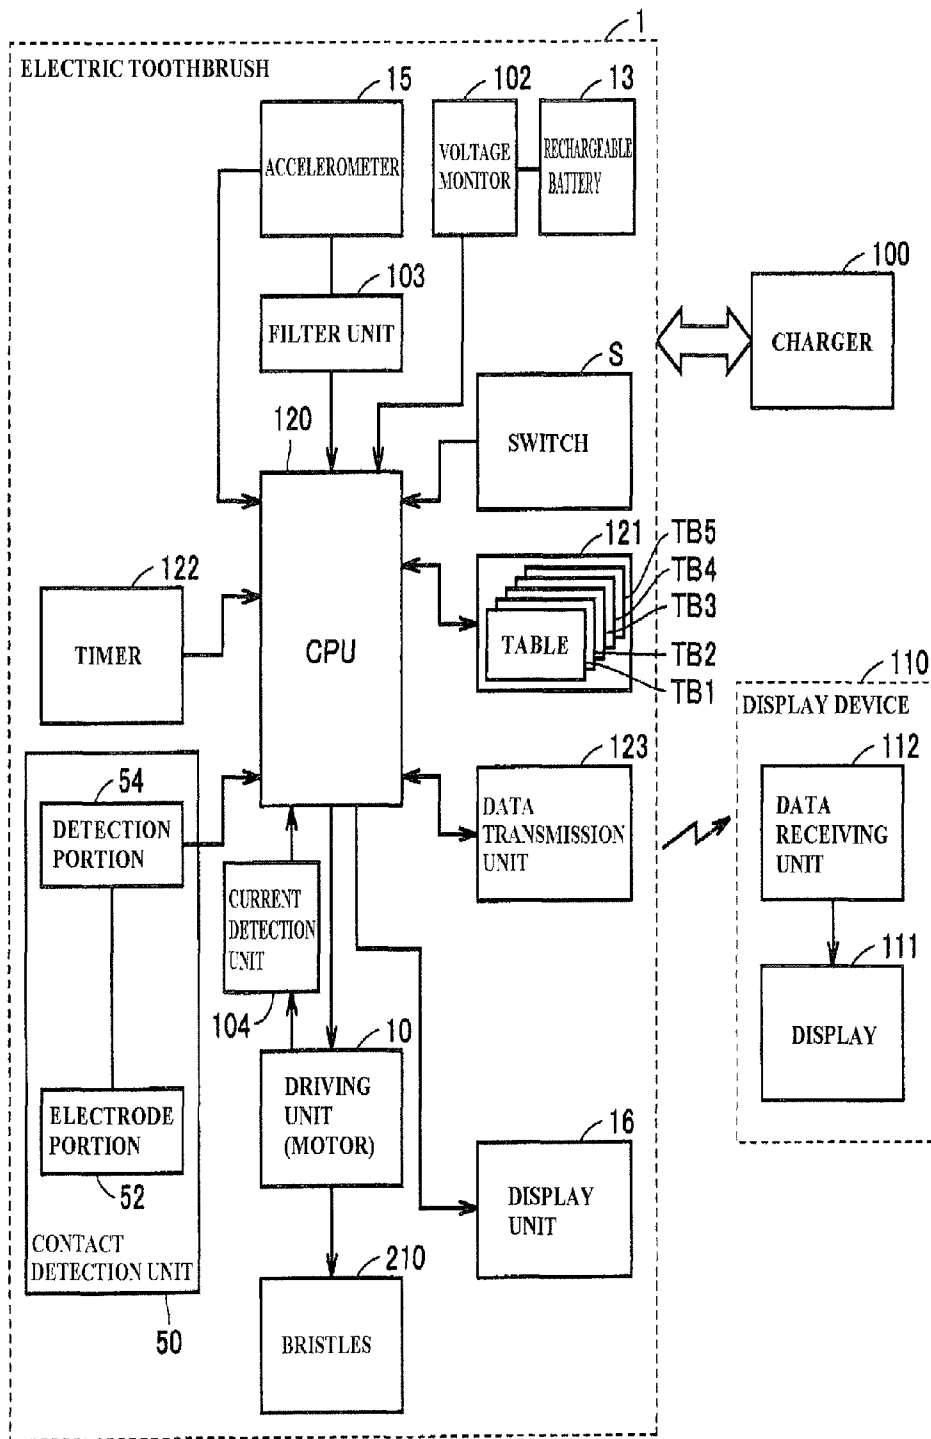 1
ELECTRIC TOOTHBRUSH
15
102
13
ACCELEROMETER
VOLTAGE
MONITOR
RECHARGEABLE
BATTERY
103
FILTER UNIT
100
CHARGER
S
SWITCH
120
CPU
121
TABLE
TB5
TB4
TB3
TB2
TB1
122
TIMER
110
DISPLAY DEVICE
112
DATA
RECEIVING
UNIT
111
DISPLAY
123
DATA
TRANSMISSION
UNIT
54
DETECTION
PORTION
CURRENT
DETECTION
UNIT
104
10
DRIVING
UNIT
(MOTOR)
ELECTRODE
PORTION
52
16
DISPLAY
UNIT
CONTACT
DETECTION UNIT
50
210
BRISTLES